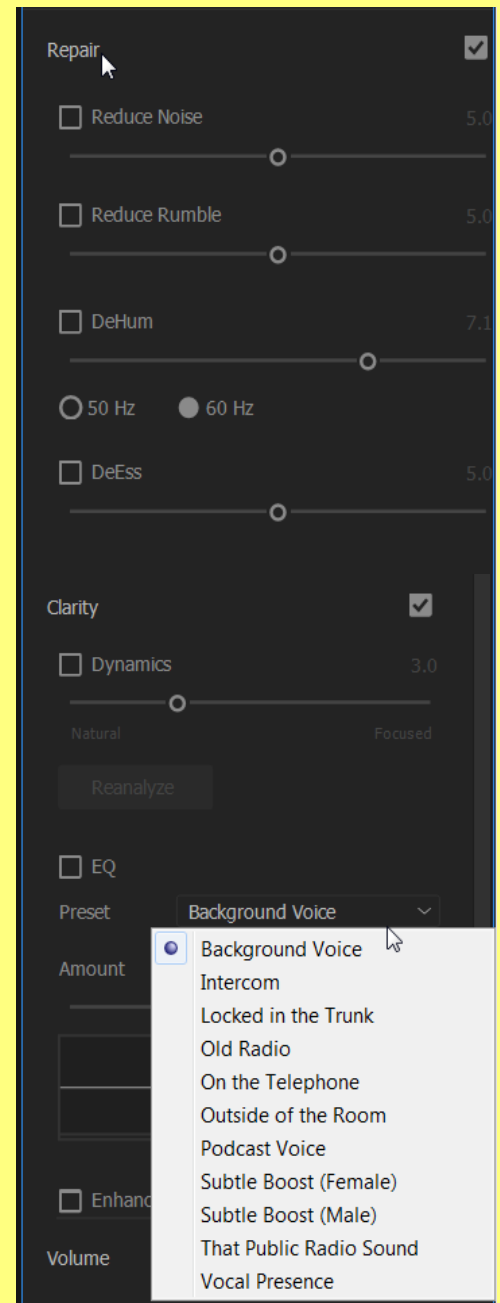 Repair
Reduce Noise 5.0
Reduce Rumble 5.0
DeHum 7.1
50 Hz 60 Hz
DeEss 5.0
Clarity
Dynamics 3.0
Natural Focused
Reanalyze
EQ
Preset Background Voice
Amount
Background Voice
Intercom
Locked in the Trunk
Old Radio
On the Telephone
Outside of the Room
Podcast Voice
Subtle Boost (Female)
Subtle Boost (Male)
That Public Radio Sound
Vocal Presence
Enhanc
Volume